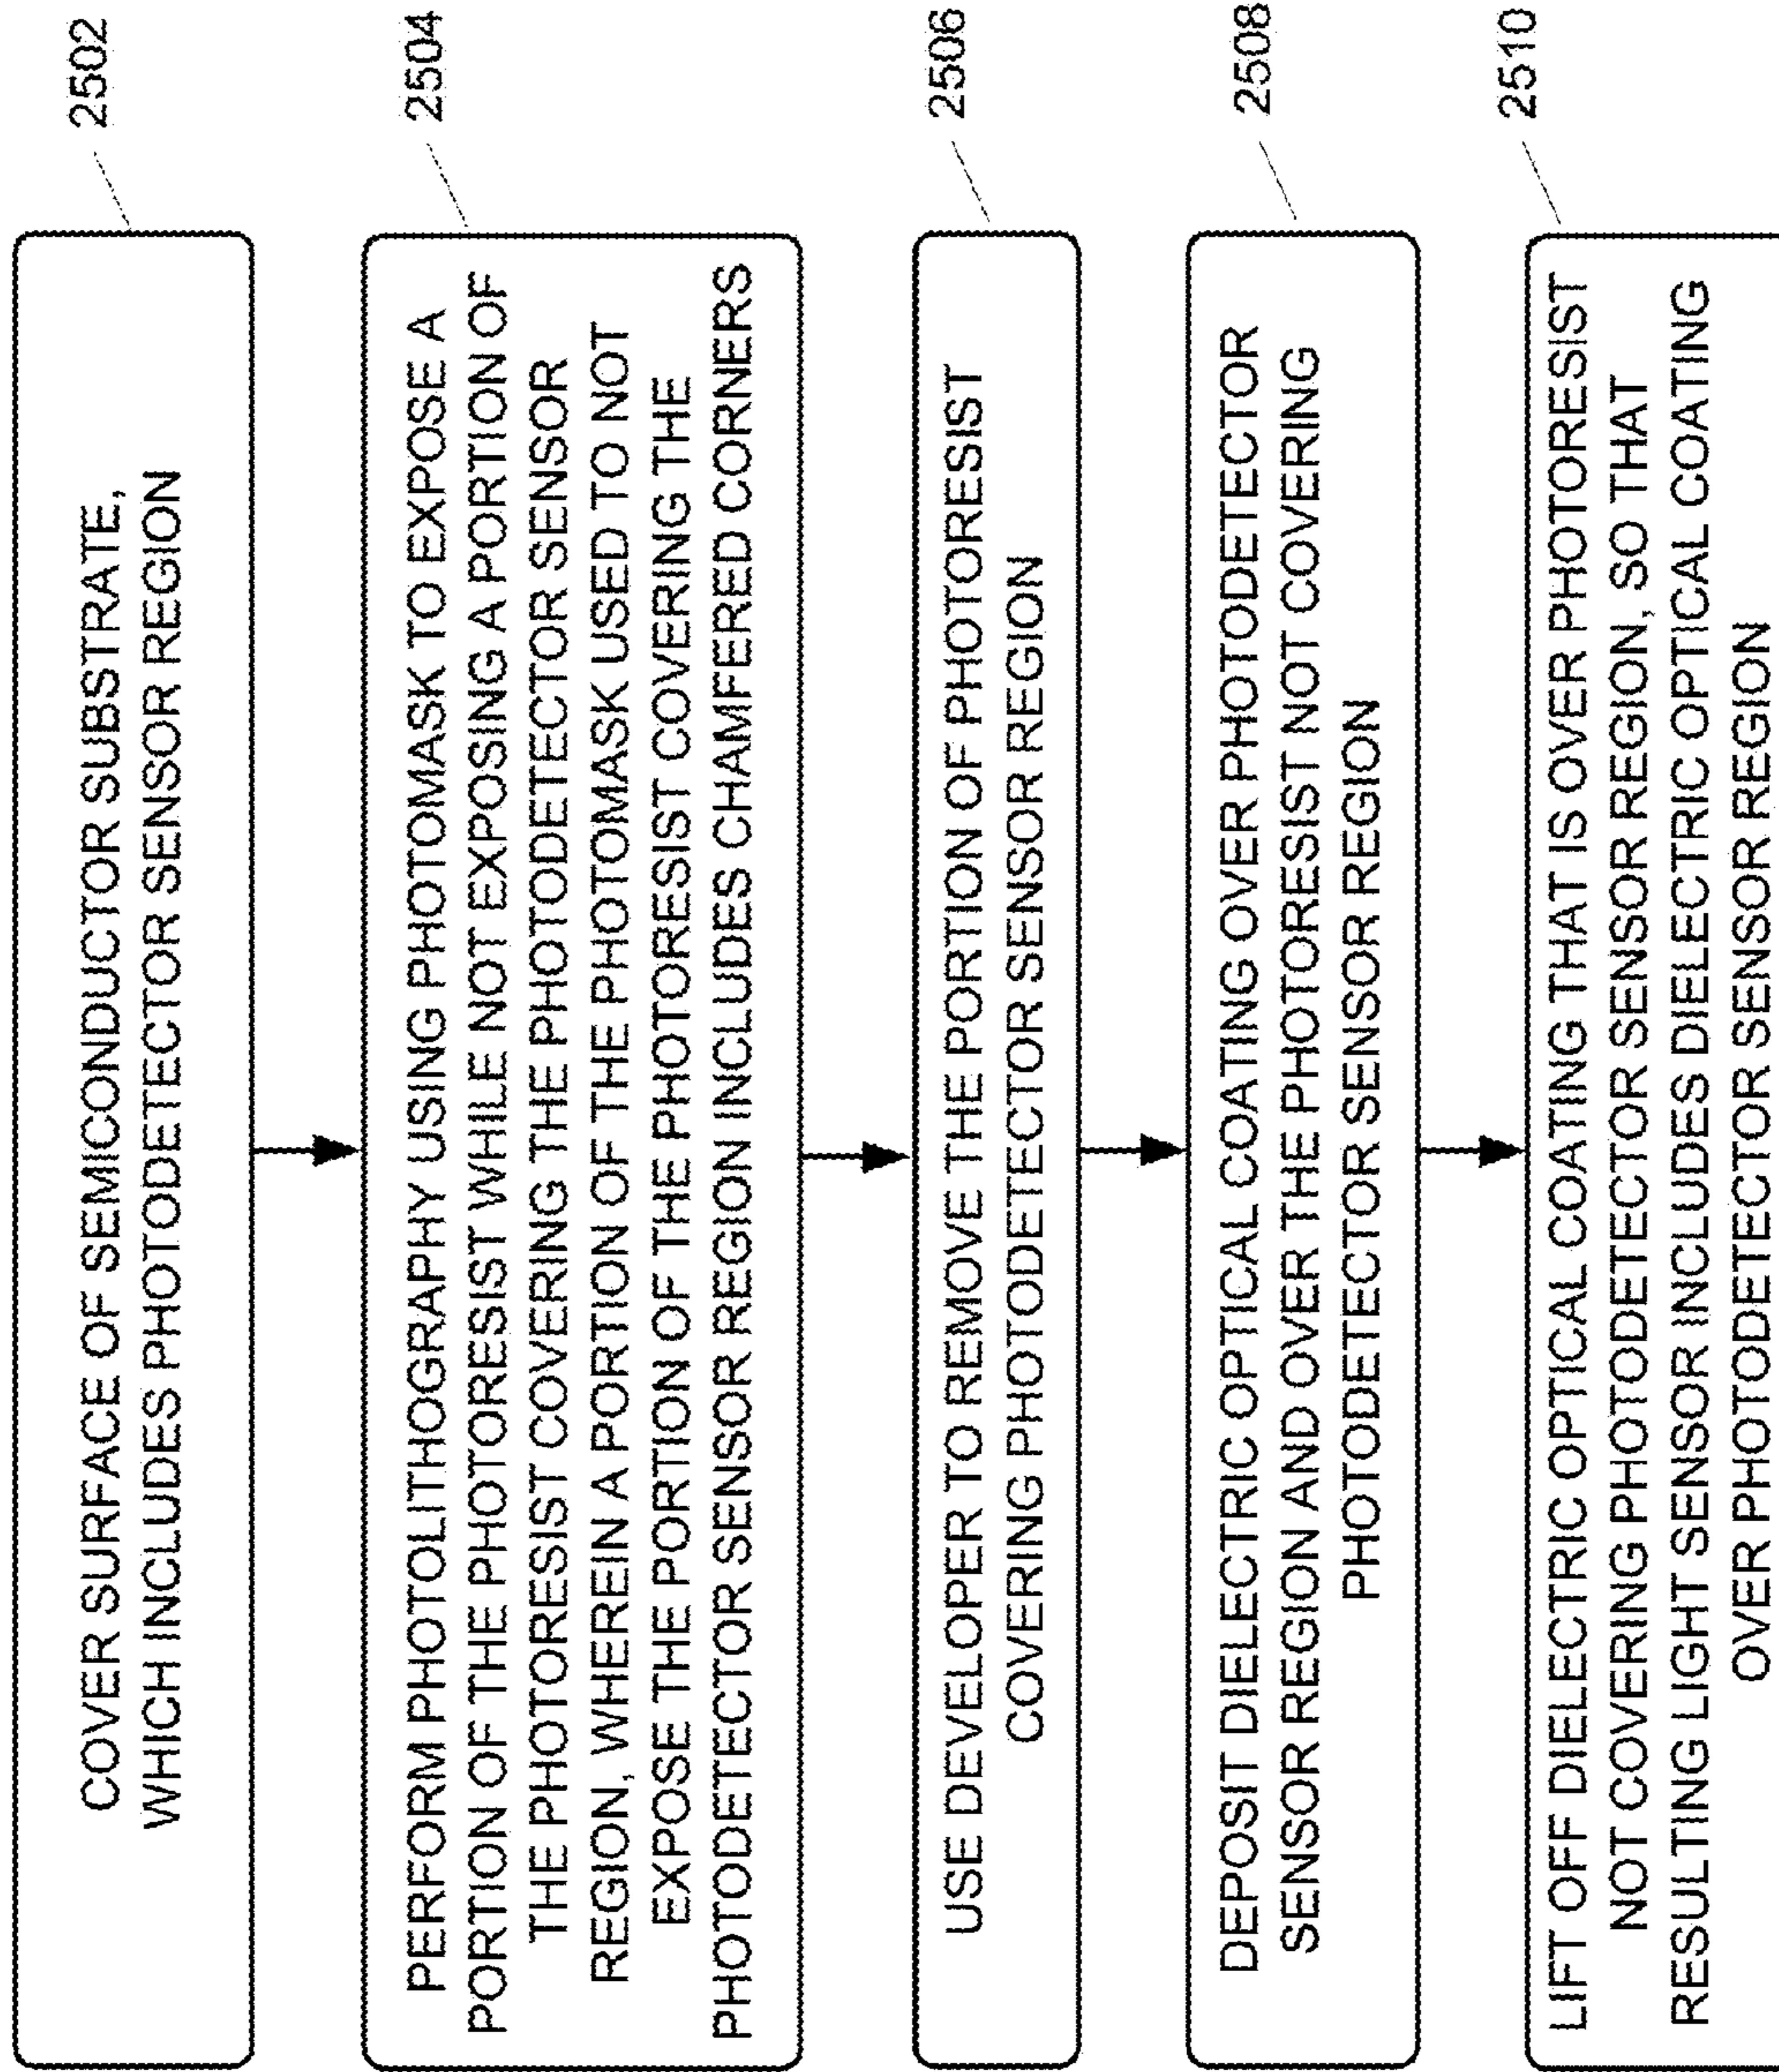 COVER SURFACE OF SEMICONDUCTOR SUBSTRATE,
WHICH INCLUDES PHOTODETECTOR SENSOR REGION
2502
PERFORM PHOTOLITHOGRAPHY USING PHOTOMASK TO EXPOSE A
PORTION OF THE PHOTORESIST WHILE NOT EXPOSING A PORTION OF
THE PHOTORESIST COVERING THE PHOTODETECTOR SENSOR
REGION, WHEREIN A PORTION OF THE PHOTOMASK USED TO NOT
EXPOSE THE PORTION OF THE PHOTORESIST COVERING THE
PHOTODETECTOR SENSOR REGION INCLUDES CHAMFERED CORNERS
2504
USE DEVELOPER TO REMOVE THE PORTION OF PHOTORESIST
COVERING PHOTODETECTOR SENSOR REGION
2506
DEPOSIT DIELECTRIC OPTICAL COATING OVER PHOTODETECTOR
SENSOR REGION AND OVER THE PHOTORESIST NOT COVERING
PHOTODETECTOR SENSOR REGION
2508
LIFT OFF DIELECTRIC OPTICAL COATING THAT IS OVER PHOTORESIST
NOT COVERING PHOTODETECTOR SENSOR REGION, SO THAT
RESULTING LIGHT SENSOR INCLUDES DIELECTRIC OPTICAL COATING
OVER PHOTODETECTOR SENSOR REGION
2510